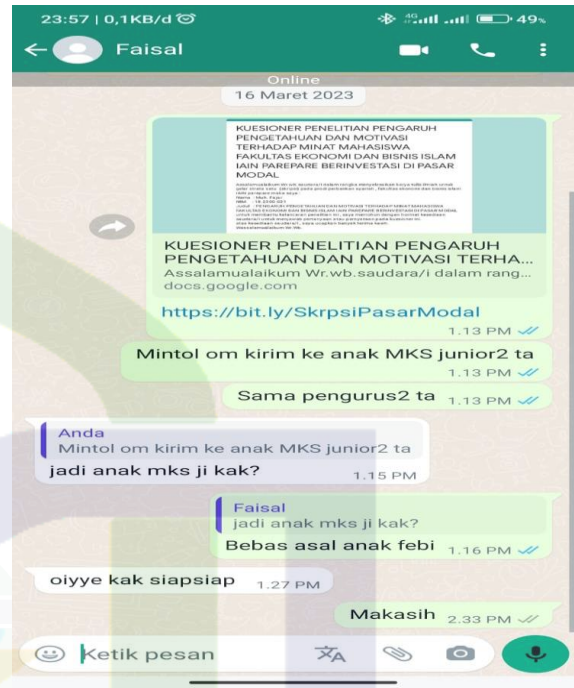 23:57 | 0,1KB/d
4G
49%
Faisal
Online
16 Maret 2023
KUESIONER PENELITIAN PENGARUH
PENGETAHUAN DAN MOTIVASI
TERHADAP MINAT MAHASISWA
FAKULTAS EKONOMI DAN BISNIS ISLAM
IAIN PAREPARE BERINVESTASI DI PASAR
MODAL
KUESIONER PENELITIAN PENGARUH
PENGETAHUAN DAN MOTIVASI TERHA...
Assalamualaikum Wr.wb.saudara/i dalam rang...
docs.google.com
https://bit.ly/SkrpsiPasarModal
1.13 PM
Mintol om kirim ke anak MKS junior2 ta
1.13 PM
Sama pengurus2 ta 1.13 PM
Anda
Mintol om kirim ke anak MKS junior2 ta
jadi anak mks ji kak?
1.15 PM
Faisal
jadi anak mks ji kak?
Bebas asal anak febi 1.16 PM
oiyye kak siapsiap 1.27 PM
Makasih 2.33 PM
Ketik pesan